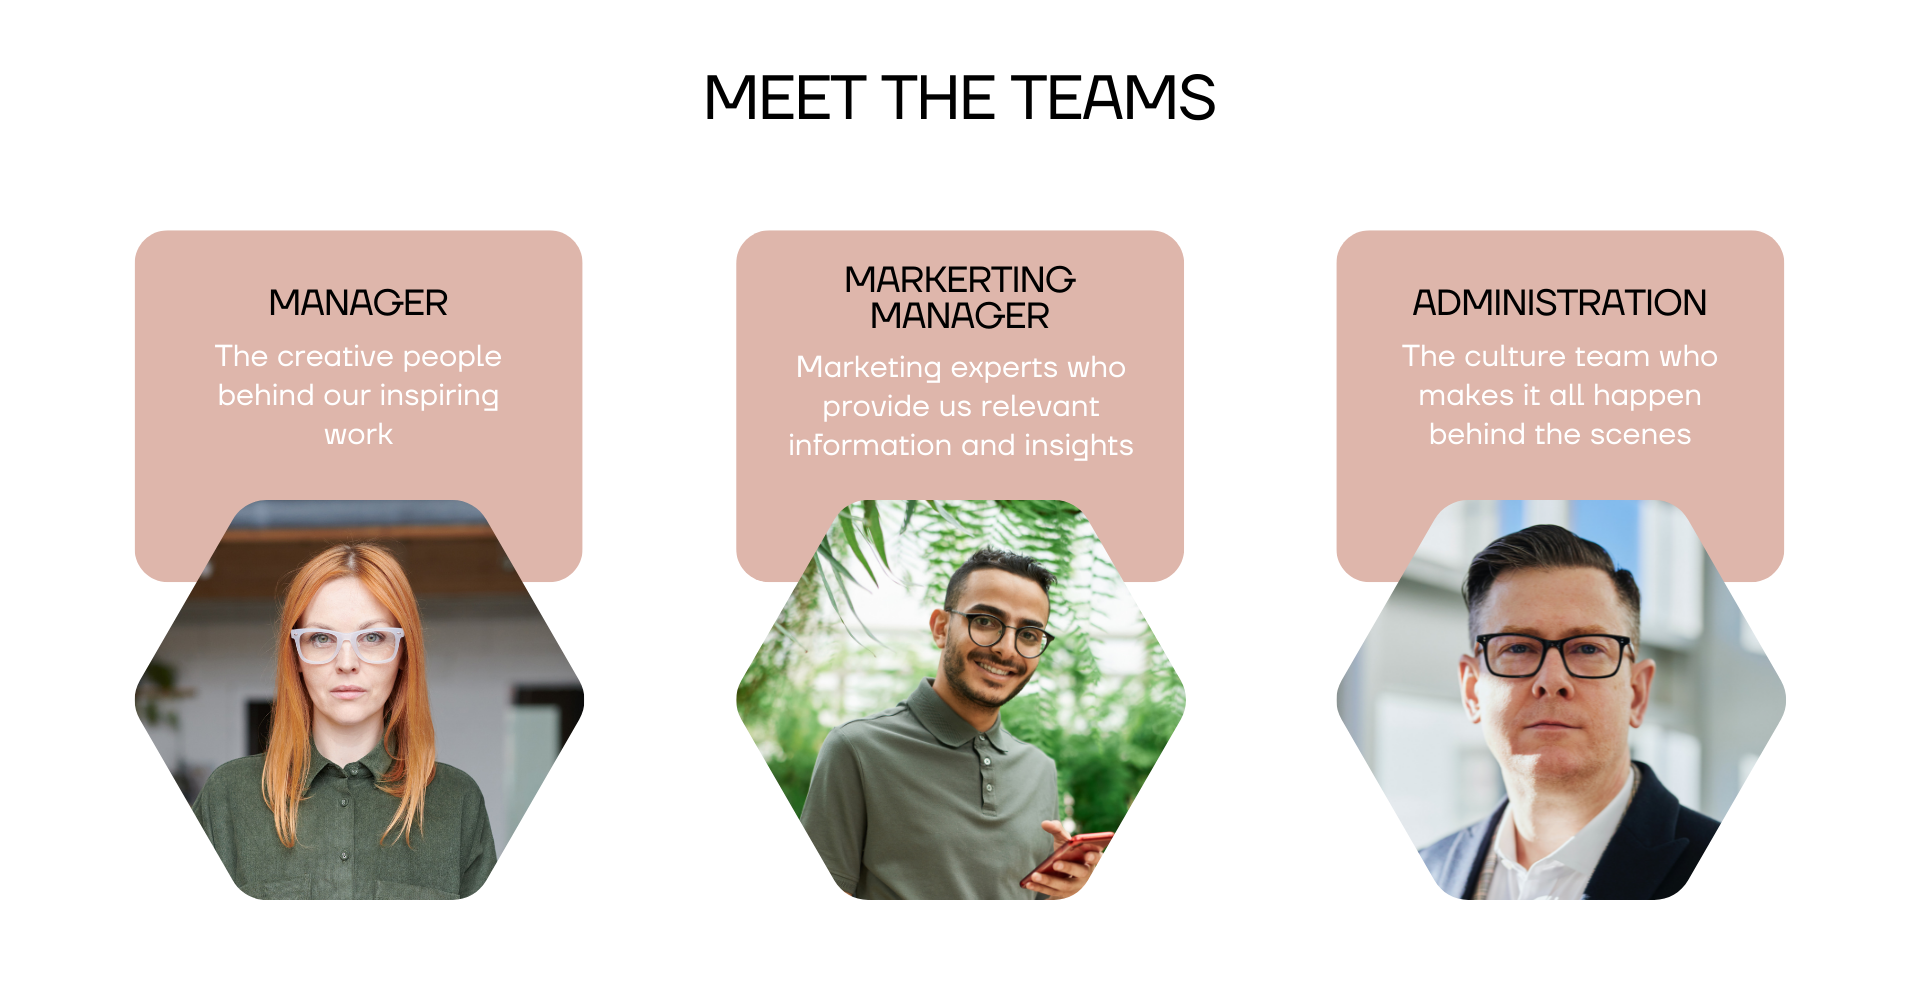 MEET THE TEAMS
MANAGER
The creative people
behind our inspiring
work
MARKERTING
MANAGER
Marketing experts who
provide us relevant
information and insights
ADMINISTRATION
The culture team who
makes it all happen
behind the scenes